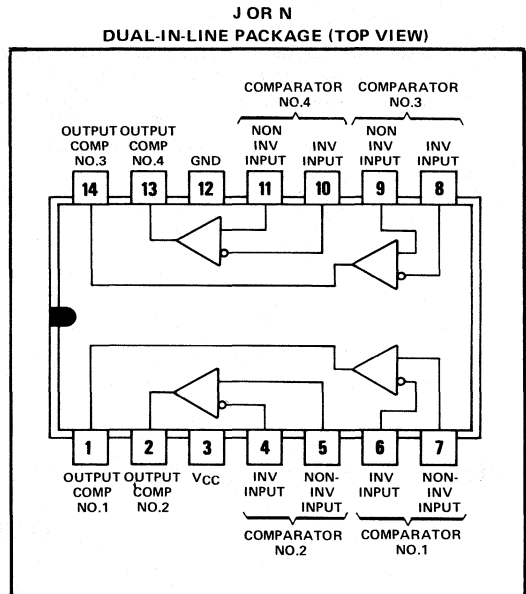 J OR N
DUAL-IN-LINE PACKAGE (TOP VIEW)
COMPARATOR
NO.4
COMPARATOR
NO.3
OUTPUT
COMP
NO.3
OUTPUT
COMP
NO.4
GND
NON
INV
INPUT
INV
INPUT
NON
INV
INPUT
INV
INPUT
14 13 12 11 10 9 8
1 2 3 4 5 6 7
OUTPUT
COMP
NO.1
OUTPUT
COMP
NO.2
VCC
INV
INPUT
NON-
INV
INPUT
INV
INPUT
NON-
INV
INPUT
COMPARATOR
NO.2
COMPARATOR
NO.1